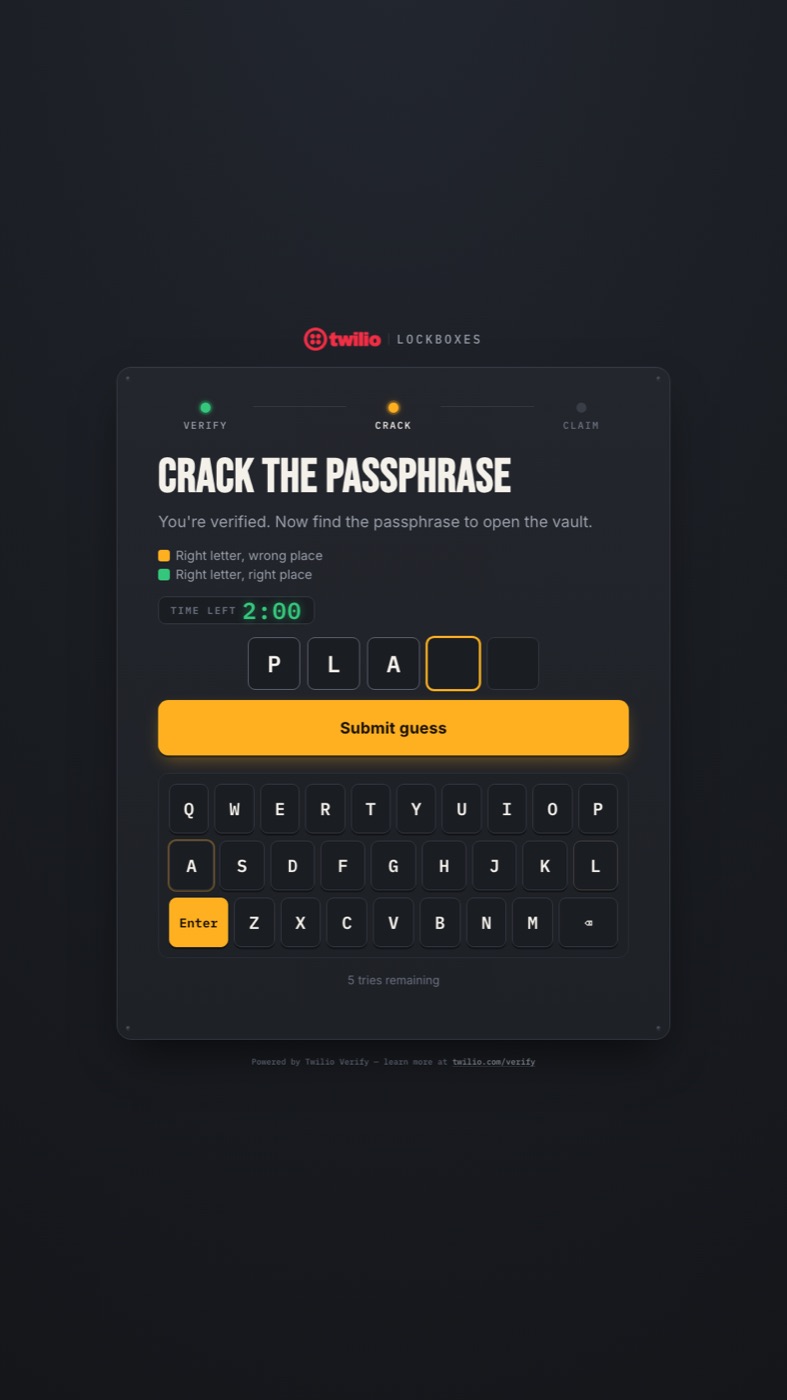 twilio | LOCKBOXES
VERIFY CRACK CLAIM
CRACK THE PASSPHRASE
You're verified. Now find the passphrase to open the vault.
Right letter, wrong place
Right letter, right place
TIME LEFT 2:00
P L A
Submit guess
Q W E R T Y U I O P
A S D F G H J K L
Enter Z X C V B N M ⌫
5 tries remaining
Powered by Twilio Verify — learn more at twilio.com/verify